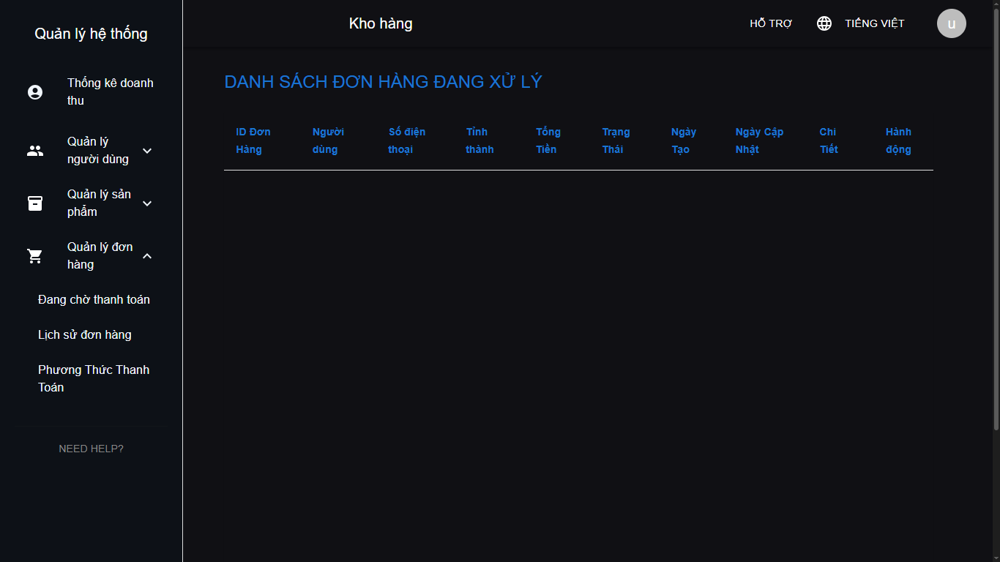 Quản lý hệ thống
Thống kê doanh
thu
Quản lý
người dùng
Quản lý sản
phẩm
Quản lý đơn
hàng
Đang chờ thanh toán
Lịch sử đơn hàng
Phương Thức Thanh
Toán
NEED HELP?
Kho hàng
HỖ TRỢ
TIẾNG VIỆT
u
DANH SÁCH ĐƠN HÀNG ĐANG XỬ LÝ
ID Đơn
Hàng
Người
dùng
Số điện
thoại
Tỉnh
thành
Tổng
Tiền
Trạng
Thái
Ngày
Tạo
Ngày Cập
Nhật
Chi
Tiết
Hành
động